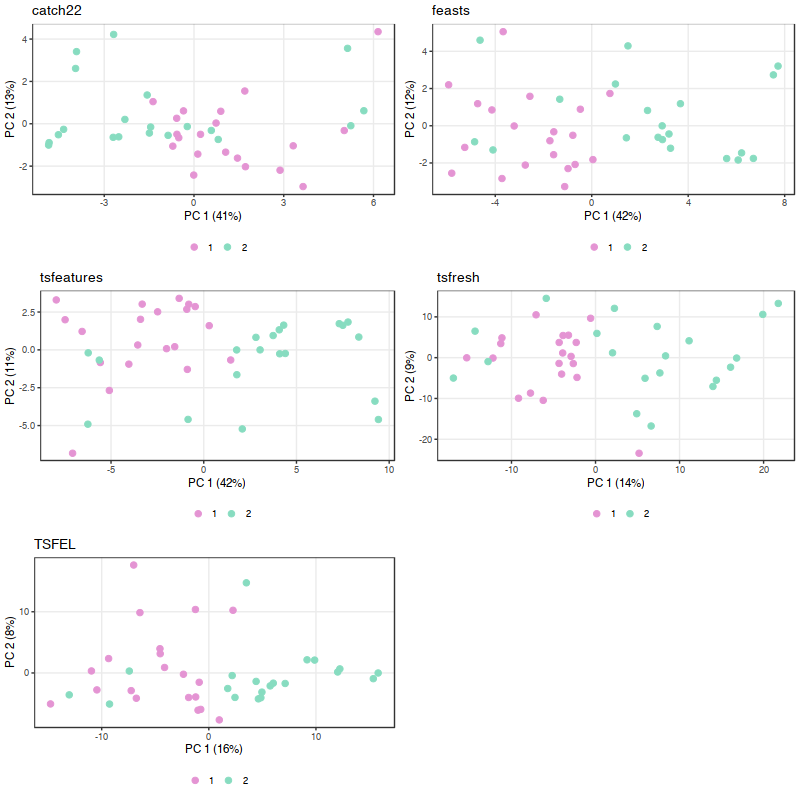 catch22
feasts
4
2
0
-2
PC 2 (13%)
-3
0
3
6
PC 1 (41%)
1 2
4
2
0
-2
PC 2 (12%)
-4
0
4
8
PC 1 (42%)
1 2
tsfeatures
tsfresh
2.5
0.0
-2.5
-5.0
PC 2 (11%)
-5
0
5
10
PC 1 (42%)
1 2
10
0
-10
-20
PC 2 (9%)
-10
0
10
20
PC 1 (14%)
1 2
TSFEL
10
0
PC 2 (8%)
-10
0
10
PC 1 (16%)
1 2